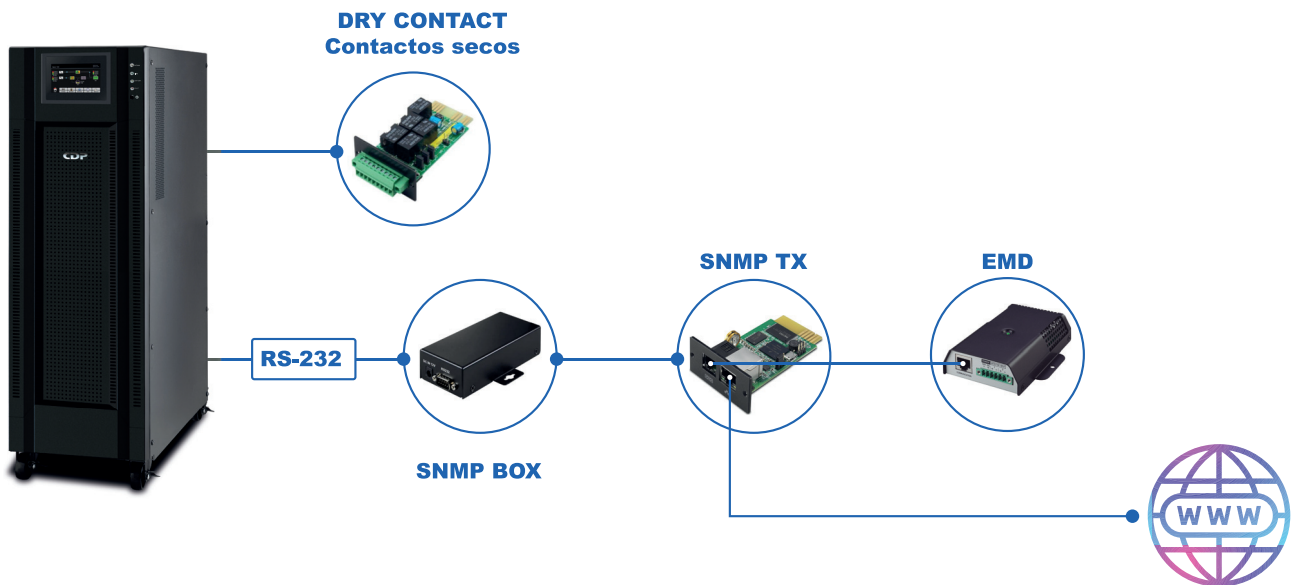 DRY CONTACT
Contactos secos
CDP
SNMP TX
EMD
RS-232
SNMP BOX
WWW